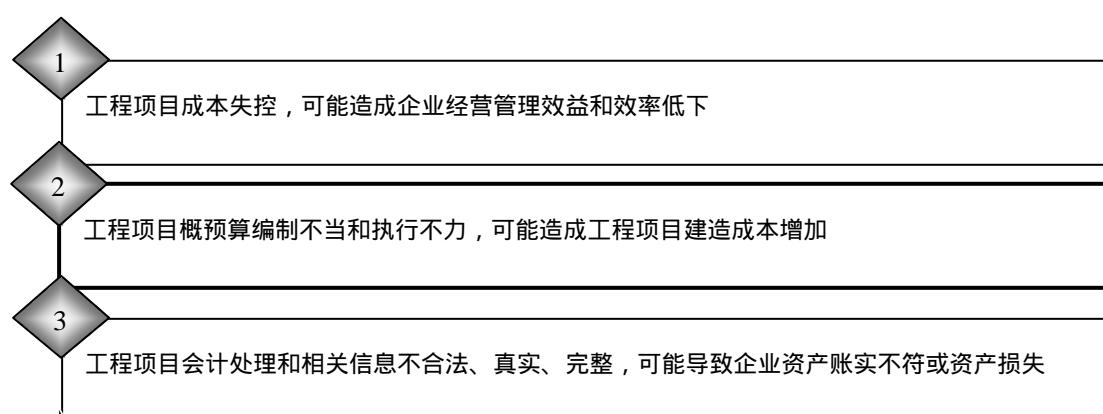 1
工程项目成本失控，可能造成企业经营管理效益和效率低下
2
工程项目概预算编制不当和执行不力，可能造成工程项目建造成本增加
3
工程项目会计处理和相关信息不合法、真实、完整，可能导致企业资产账实不符或资产损失